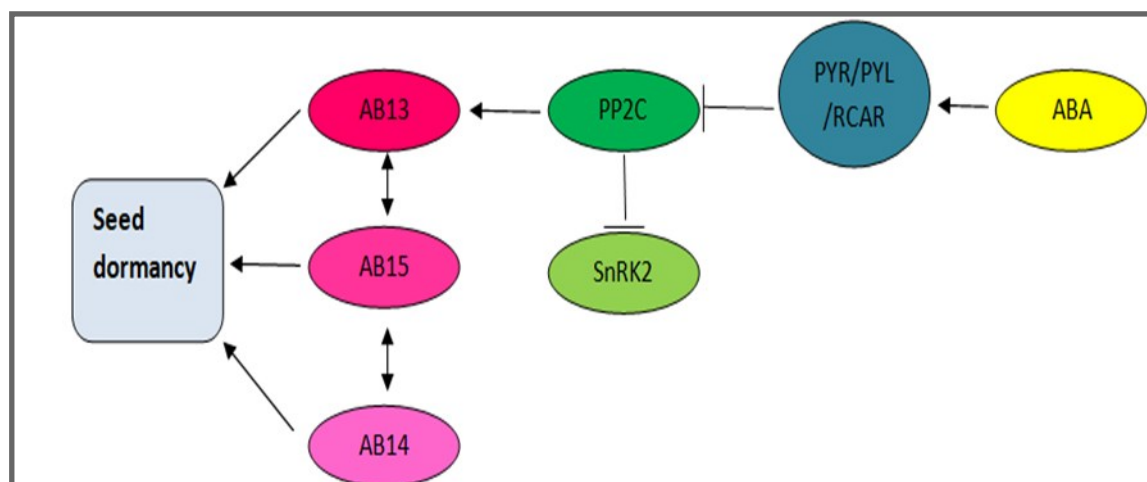 AB13
PP2C
PYR/PYL
/RCAR
ABA
Seed
dormancy
AB15
SnRK2
AB14